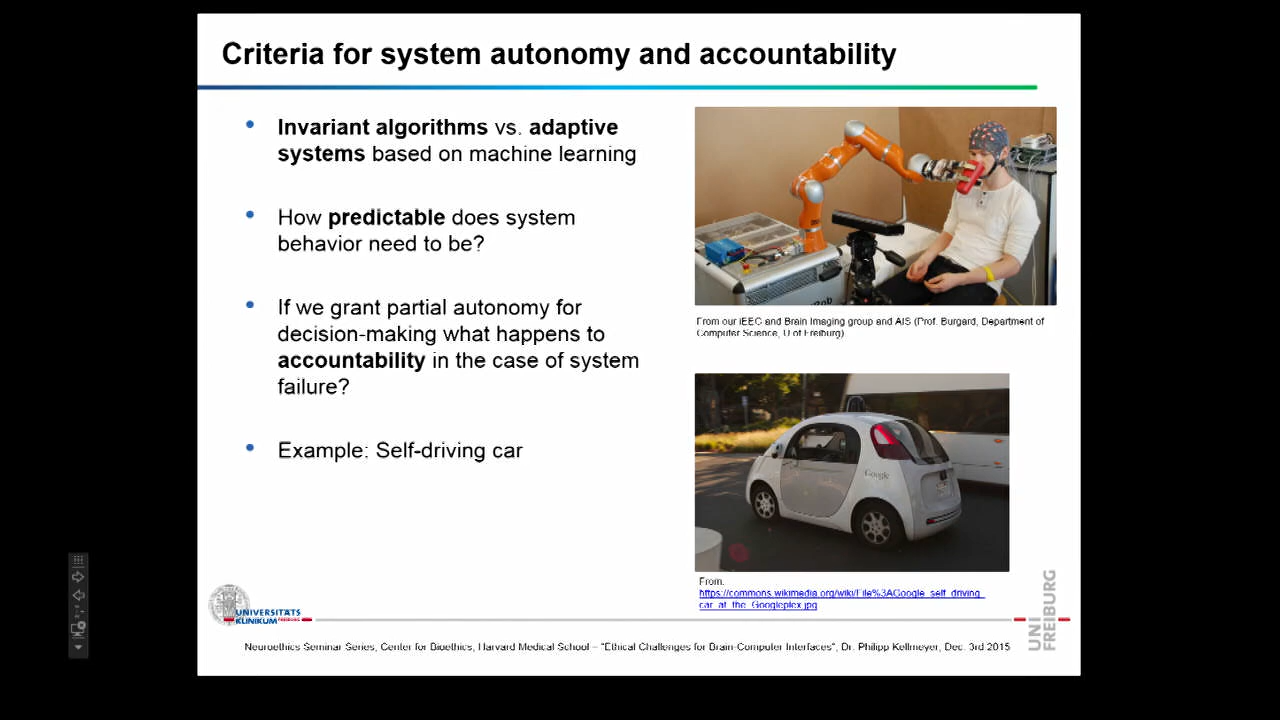 Criteria for system autonomy and accountability
Invariant algorithms vs. adaptive
systems based on machine learning
How predictable does system
behavior need to be?
If we grant partial autonomy for
decision-making what happens to
accountability in the case of system
failure?
Example: Self-driving car
From our iEEG and Brain Imaging group and AIS (Prof. Burgard, Department of
Computer Science, U of Freiburg)
Google
From:
https://commons.wikimedia.org/wiki/File%3AGoogle_self_driving_
car_at_the_Googleplex.jpg
UNIVERSITÄTS
KLINIKUM FREIBURG
UNI
FREIBURG
Neuroethics Seminar Series, Center for Bioethics, Harvard Medical School – "Ethical Challenges for Brain-Computer Interfaces", Dr. Philipp Kellmeyer, Dec. 3rd 2015